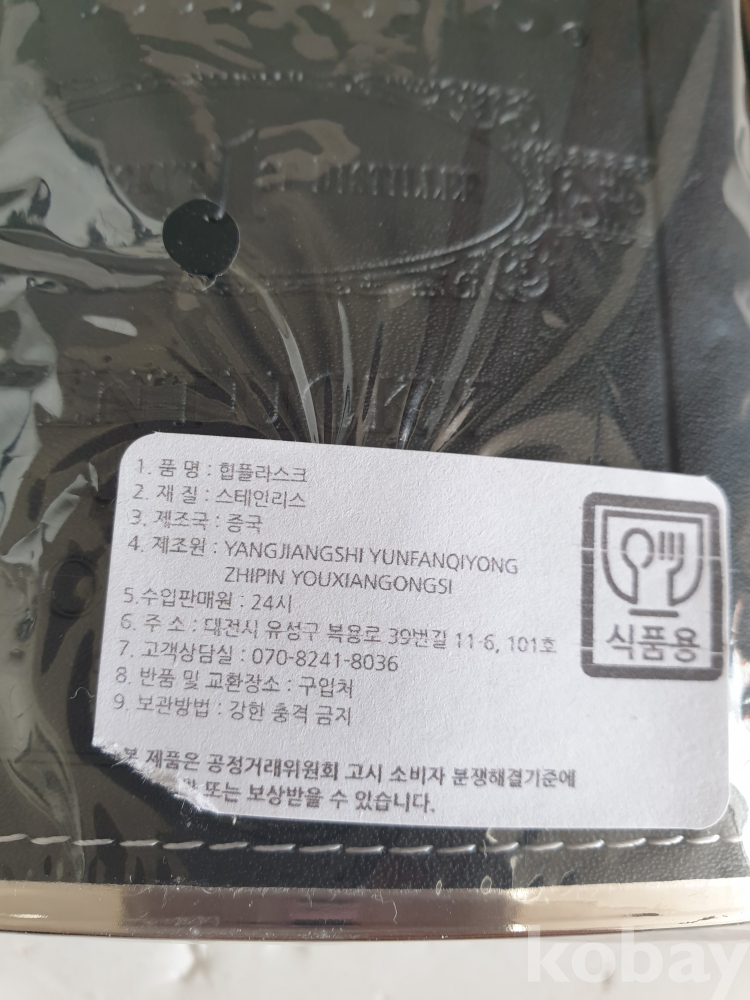 1. 품 명 : 힙플라스크
2. 재 질 : 스테인리스
3. 제조국 : 중국
4. 제조원 : YANGJIANGSHI YUNFANQIYONG
ZHIPIN YOUXIANGONGSI
5.수입판매원 : 24시
6. 주 소 : 대전시 유성구 복용로 39번길 11-6, 101호
7. 고객상담실 : 070-8241-8036
8. 반품 및 교환장소 : 구입처
9. 보관방법 : 강한 충격 금지
식품용
본 제품은 공정거래위원회 고시 소비자 분쟁해결기준에
또는 보상받을 수 있습니다.
kobay